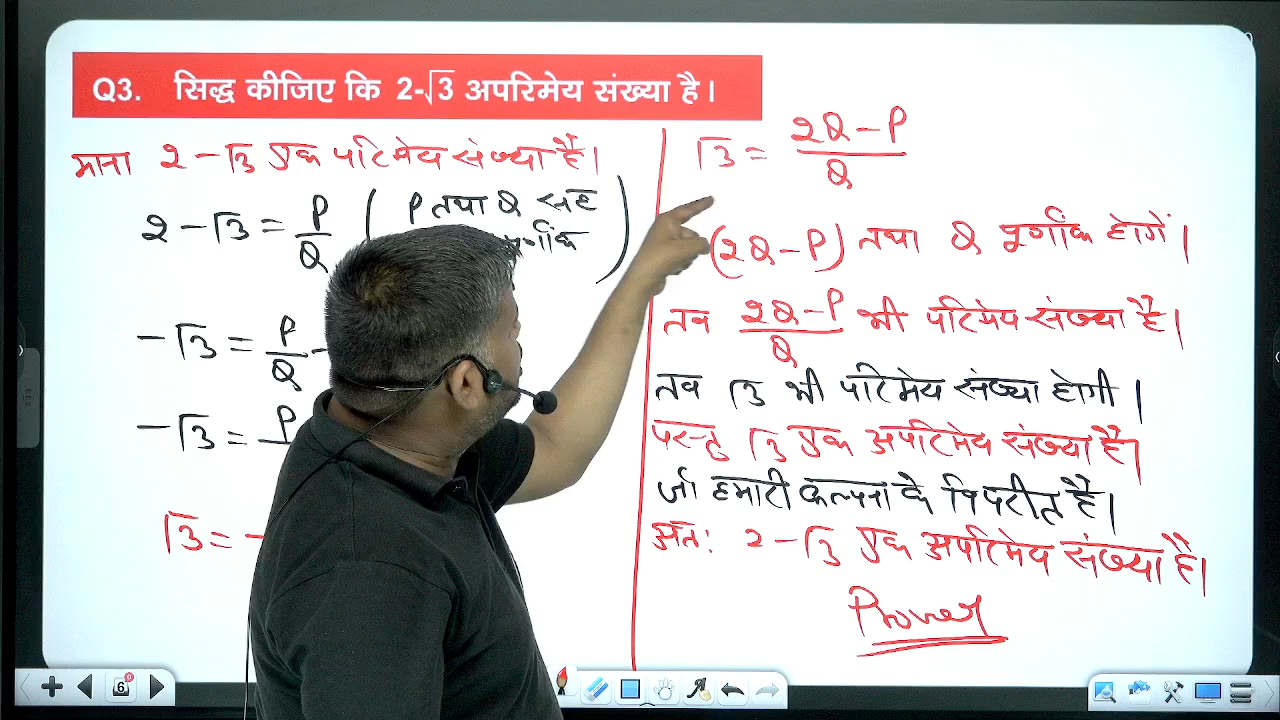 Q3. सिद्ध कीजिए कि 2-√3 अपरिमेय संख्या है।
माना 2-√3 एक परिमेय संख्या है।
2-√3 = P/Q ( P तथा Q सह
पूर्णांक )
-√3 = P/Q -
-√3 = P
√3 = -
√3 = 2Q-P/Q
(2Q-P) तथा Q पूर्णांक होगें।
तब 2Q-P/Q भी परिमेय संख्या है।
तब √3 भी परिमेय संख्या होगी।
परन्तु √3 एक अपरिमेय संख्या है।
जो हमारी कल्पना के विपरीत है।
अतः 2-√3 एक अपरिमेय संख्या है।
Proved
6